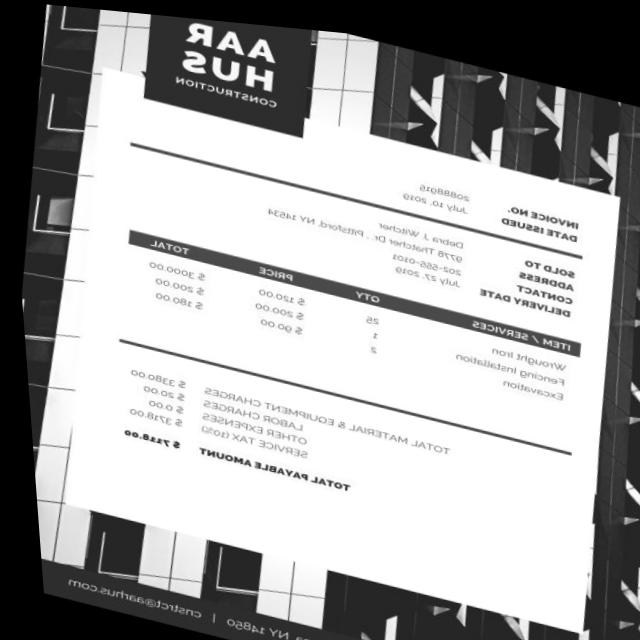 AAR
HUS
CONSTRUCTION
INVOICE NO. 20888915
DATE ISSUED July 10, 2019
SOLD TO Debra J. Witcher
ADDRESS 9778 Thatcher Dr. , Pittsford, NY 14534
CONTACT 202-555-0101
DELIVERY DATE July 27, 2019
ITEM / SERVICES QTY PRICE TOTAL
Wrought Iron 25 $ 120.00 $ 3000.00
Fencing Installation 1 $ 200.00 $ 200.00
Excavation 2 $ 90.00 $ 180.00
TOTAL MATERIAL & EQUIPMENT CHARGES $ 3380.00
LABOR CHARGES $ 20.00
OTHER EXPENSES $ 0.00
SERVICE TAX (10%) $ 3718.00
TOTAL PAYABLE AMOUNT $ 7118.00
NY 14850 | cnstrct@aarhus.com